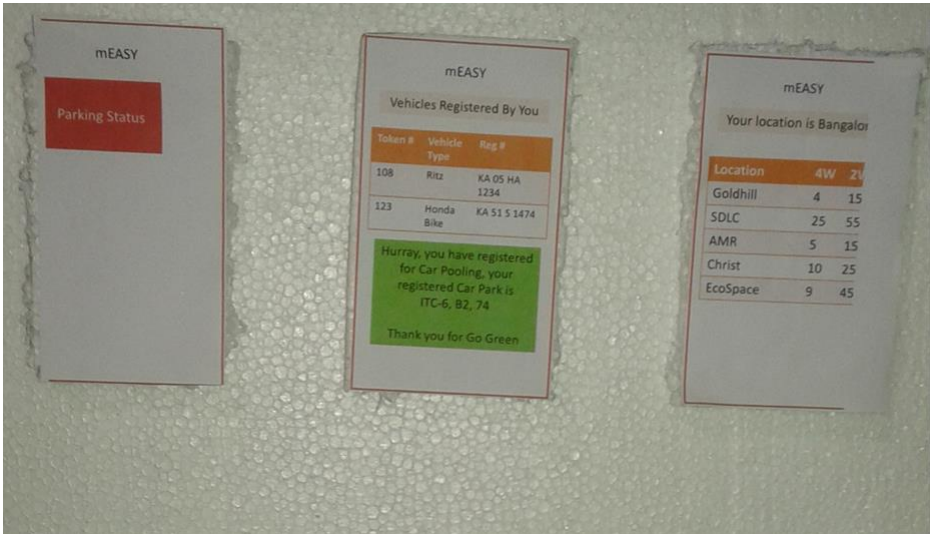 mEASY
Parking Status
mEASY
Vehicles Registered By You
Token # Vehicle Type Reg #
108 Ritz KA 05 HA 1234
123 Honda Bike KA 51 S 1474
Hurray, you have registered
for Car Pooling, your
registered Car Park is
ITC-6, B2, 74
Thank you for Go Green
mEASY
Your location is Bangalor
Location 4W 2W
Goldhill 4 15
SDLC 25 55
AMR 5 15
Christ 10 25
EcoSpace 9 45